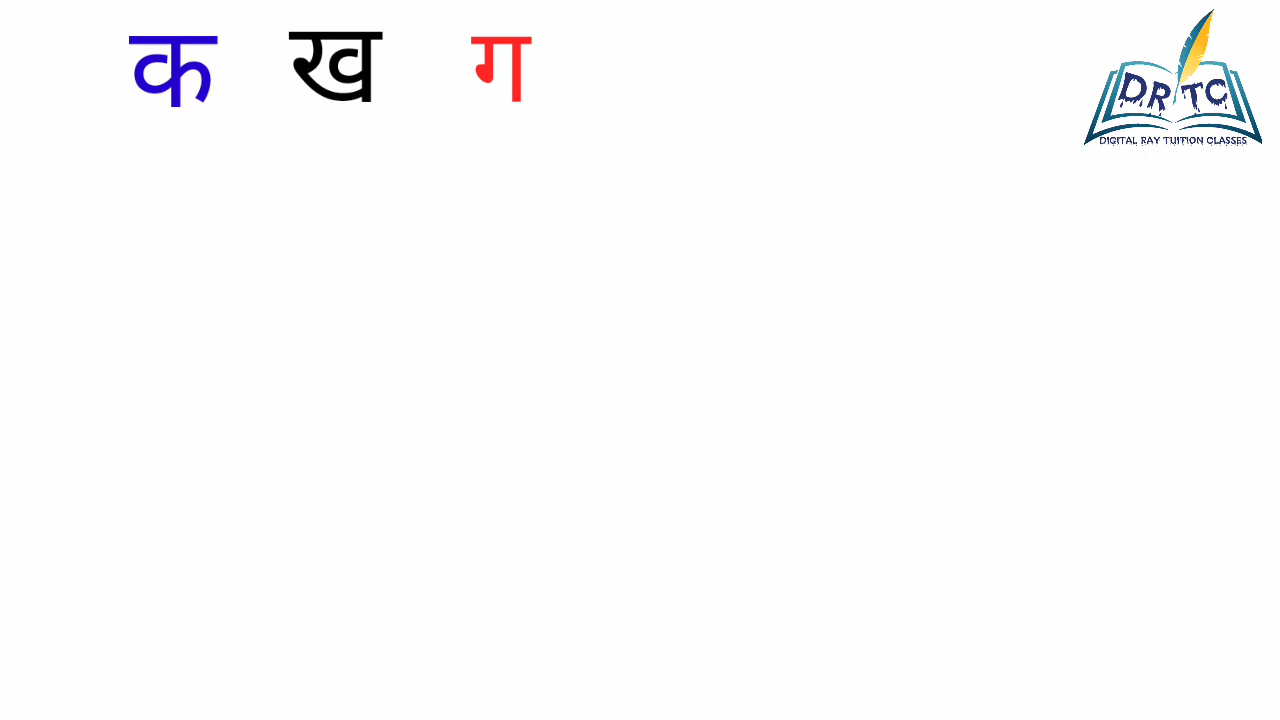 क ख ग
DRTC
DIGITAL RAY TUITION CLASSES